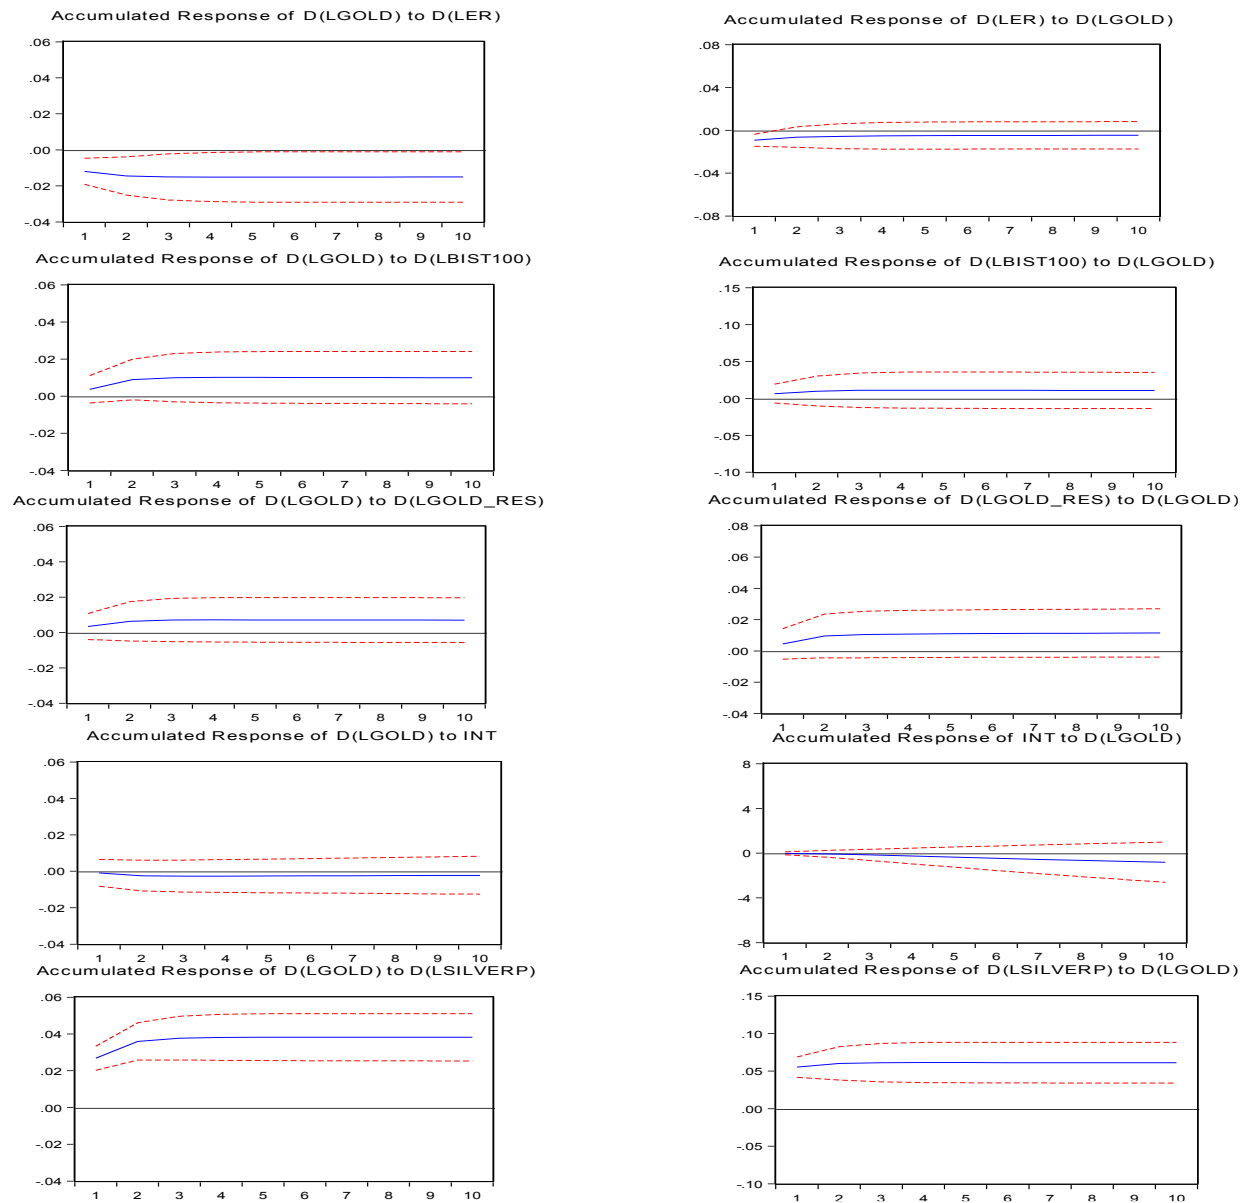 Accumulated Response of D(LGOLD) to D(LER)
.06
.04
.02
.00
-.02
-.04
1 2 3 4 5 6 7 8 9 10
Accumulated Response of D(LER) to D(LGOLD)
.08
.04
.00
-.04
-.08
1 2 3 4 5 6 7 8 9 10
Accumulated Response of D(LGOLD) to D(LBIST100)
.06
.04
.02
.00
-.02
-.04
1 2 3 4 5 6 7 8 9 10
Accumulated Response of D(LBIST100) to D(LGOLD)
.15
.10
.05
.00
-.05
-.10
1 2 3 4 5 6 7 8 9 10
Accumulated Response of D(LGOLD) to D(LGOLD_RES)
.06
.04
.02
.00
-.02
-.04
1 2 3 4 5 6 7 8 9 10
Accumulated Response of D(LGOLD_RES) to D(LGOLD)
.08
.06
.04
.02
.00
-.02
-.04
1 2 3 4 5 6 7 8 9 10
Accumulated Response of D(LGOLD) to INT
.06
.04
.02
.00
-.02
-.04
1 2 3 4 5 6 7 8 9 10
Accumulated Response of INT to D(LGOLD)
8
4
0
-4
-8
1 2 3 4 5 6 7 8 9 10
Accumulated Response of D(LGOLD) to D(LSILVERP)
.06
.04
.02
.00
-.02
-.04
1 2 3 4 5 6 7 8 9 10
Accumulated Response of D(LSILVERP) to D(LGOLD)
.15
.10
.05
.00
-.05
-.10
1 2 3 4 5 6 7 8 9 10